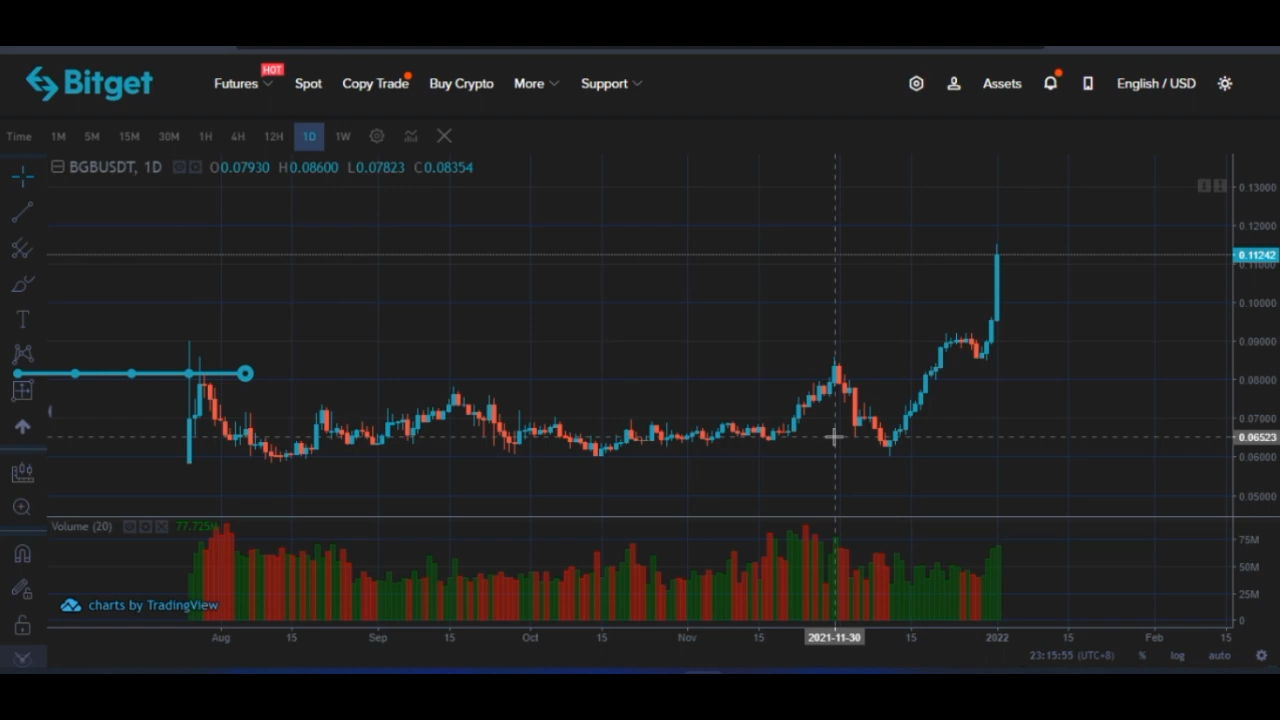 Bitget
Futures HOT Spot Copy Trade Buy Crypto More Support Assets English / USD
Time 1M 5M 15M 30M 1H 4H 12H 1D 1W
BGBUSDT, 1D O0.07930 H0.08600 L0.07823 C0.08354
0.13000
0.12000
0.11242
0.11000
0.10000
0.09000
0.08000
0.07000
0.06523
0.06000
0.05000
Volume (20) 77.725M
75M
50M
25M
0
charts by TradingView
Aug 15 Sep 15 Oct 15 Nov 15 2021-11-30 15 2022 15 Feb 15
23:15:55 (UTC+8) % log auto